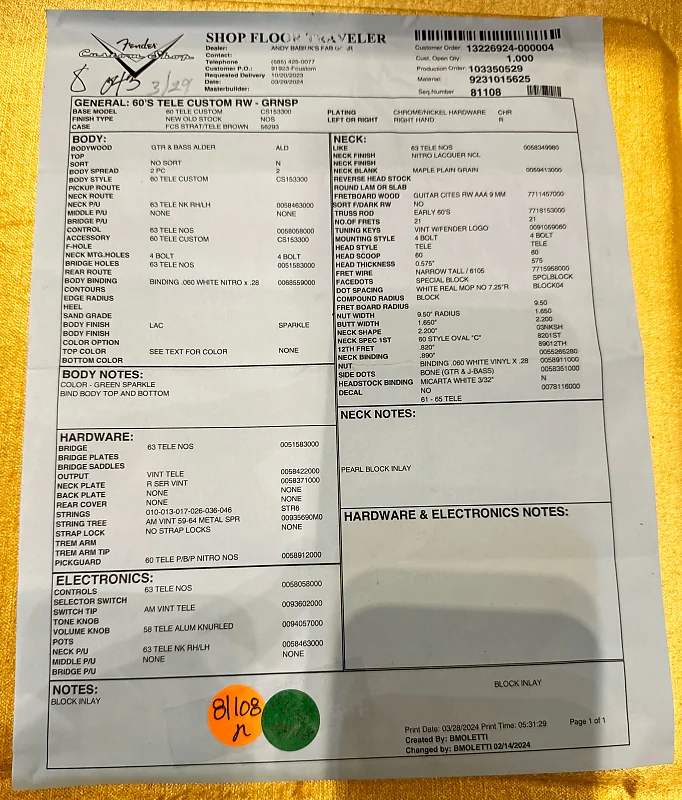 Fender
Custom Shop
SHOP FLOOR TRAVELER
Dealer: ANDY BABIUK'S FAB
Contact:
Telephone (585) 425-0077
Customer P.O.: 91923-Fcustom
Requested Delivery 10/20/2023
Date: 03/29/2024
Masterbuilder:
Customer Order: 13226924-000004
Cust. Open Qty: 1.000
Production Order: 103350529
Material: 9231015625
Seq Number 81108
3/29
GENERAL: 60'S TELE CUSTOM RW - GRNSP
BASE MODEL 60 TELE CUSTOM CS153300 PLATING CHROME/NICKEL HARDWARE CHR
FINISH TYPE NEW OLD STOCK NOS LEFT OR RIGHT RIGHT HAND R
CASE FCS STRAT/TELE BROWN 56293
BODY:
BODYWOOD GTR & BASS ALDER ALD
TOP
SORT NO SORT N
BODY SPREAD 2 PC 2
BODY STYLE 60 TELE CUSTOM CS153300
PICKUP ROUTE
NECK ROUTE
NECK P/U 63 TELE NK RH/LH 0058463000
MIDDLE P/U NONE NONE
BRIDGE P/U
CONTROL 63 TELE NOS 0058058000
ACCESSORY 60 TELE CUSTOM CS153300
F-HOLE
NECK MTG.HOLES 4 BOLT 4 BOLT
BRIDGE HOLES 63 TELE NOS 0051583000
REAR ROUTE
BODY BINDING BINDING .060 WHITE NITRO x .28 0068559000
CONTOURS
EDGE RADIUS
HEEL
SAND GRADE
BODY FINISH LAC SPARKLE
BODY FINISH
COLOR OPTION
TOP COLOR SEE TEXT FOR COLOR NONE
BOTTOM COLOR
BODY NOTES:
COLOR - GREEN SPARKLE
BIND BODY TOP AND BOTTOM
HARDWARE:
BRIDGE 63 TELE NOS 0051583000
BRIDGE PLATES
BRIDGE SADDLES
OUTPUT VINT TELE 0058422000
NECK PLATE R SER VINT 0058371000
BACK PLATE NONE NONE
REAR COVER NONE NONE
STRINGS 010-013-017-026-036-046 STR6
STRING TREE AM VINT 59-64 METAL SPR 00935690M0
STRAP LOCK NO STRAP LOCKS NONE
TREM ARM
TREM ARM TIP
PICKGUARD 60 TELE P/B/P NITRO NOS 0058912000
ELECTRONICS:
CONTROLS 63 TELE NOS 0058058000
SELECTOR SWITCH
SWITCH TIP AM VINT TELE 0093602000
TONE KNOB
VOLUME KNOB 58 TELE ALUM KNURLED 0094057000
POTS
NECK P/U 63 TELE NK RH/LH 0058463000
MIDDLE P/U NONE NONE
BRIDGE P/U
NECK:
LIKE 63 TELE NOS 0058349980
NECK FINISH NITRO LACQUER NCL
NECK FINISH
NECK BLANK MAPLE PLAIN GRAIN 0059413000
REVERSE HEAD STOCK
ROUND LAM OR SLAB
FRETBOARD WOOD GUITAR CITES RW AAA 9 MM 7711457000
SORT F/DARK RW NO
TRUSS ROD EARLY 60'S 7718153000
NO.OF FRETS 21 21
TUNING KEYS VINT W/FENDER LOGO 0091059060
MOUNTING STYLE 4 BOLT 4 BOLT
HEAD STYLE TELE TELE
HEAD SCOOP 60 60
HEAD THICKNESS 0.575" 575
FRET WIRE NARROW TALL / 6105 7715958000
FACEDOTS SPECIAL BLOCK SPCLBLOCK
DOT SPACING WHITE REAL MOP NO 7.25"R BLOCK04
COMPOUND RADIUS BLOCK
FRET BOARD RADIUS 9.50
NUT WIDTH 9.50" RADIUS 1.650
BUTT WIDTH 1.650" 2.200
NECK SHAPE 2.200" 03NKSH
NECK SPEC 1ST 60 STYLE OVAL "C" 8201ST
12TH FRET .820" 89012TH
NECK BINDING .890" 0055265280
NUT BINDING .060 WHITE VINYL X .28 0058911000
SIDE DOTS BONE (GTR & J-BASS) 0058351000
HEADSTOCK BINDING MICARTA WHITE 3/32" N
DECAL NO 0078116000
61 - 65 TELE
NECK NOTES:
PEARL BLOCK INLAY
HARDWARE & ELECTRONICS NOTES:
NOTES:
BLOCK INLAY
BLOCK INLAY
81108
Print Date: 03/28/2024 Print Time: 05:31:29 Page 1 of 1
Created By: BMOLETTI
Changed by: BMOLETTI 02/14/2024